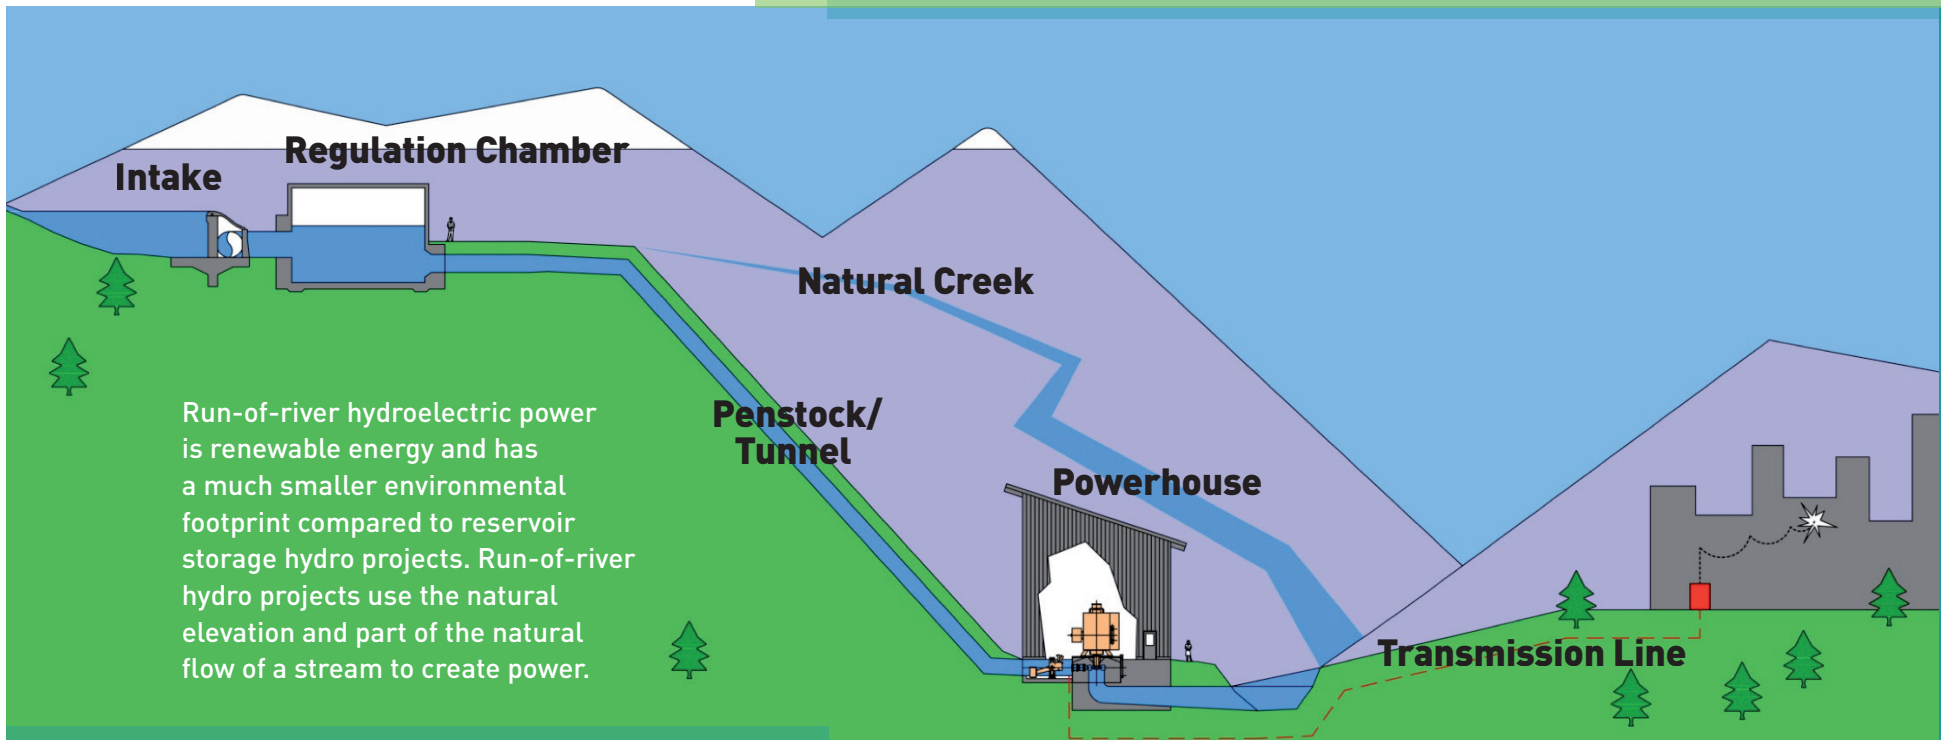 Intake
Regulation Chamber
Natural Creek
Penstock/
Tunnel
Powerhouse
Transmission Line
Run-of-river hydroelectric power
is renewable energy and has
a much smaller environmental
footprint compared to reservoir
storage hydro projects. Run-of-river
hydro projects use the natural
elevation and part of the natural
flow of a stream to create power.